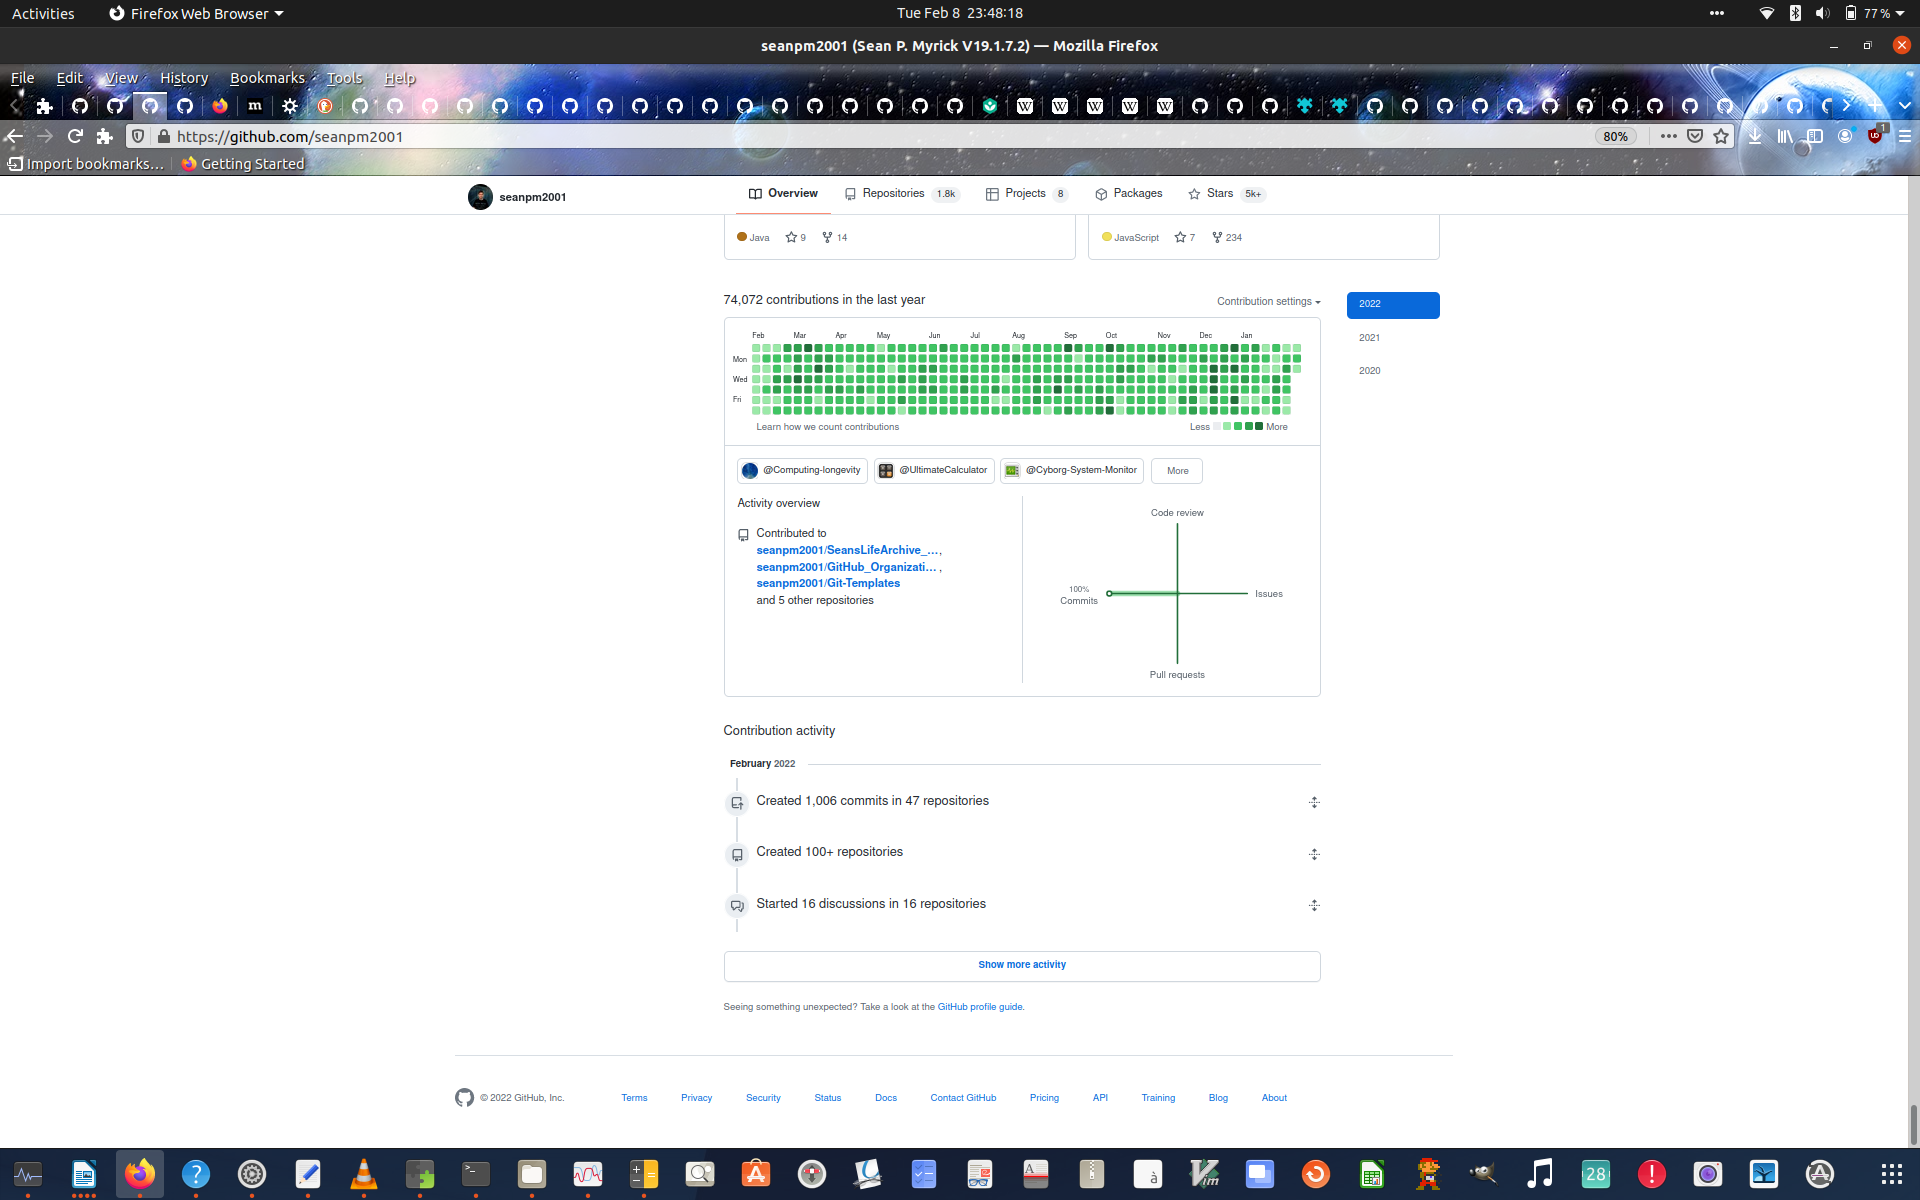 Activities
Firefox Web Browser
Tue Feb 8 23:48:18
77 %
seanpm2001 (Sean P. Myrick V19.1.7.2) — Mozilla Firefox
File Edit View History Bookmarks Tools Help
https://github.com/seanpm2001
80%
1
Import bookmarks...
Getting Started
seanpm2001
Overview
Repositories 1.8k
Projects 8
Packages
Stars 5k+
Java 9 14
JavaScript 7 234
74,072 contributions in the last year
Contribution settings
2022
2021
2020
Feb Mar Apr May Jun Jul Aug Sep Oct Nov Dec Jan
Mon
Wed
Fri
Learn how we count contributions
Less More
@Computing-longevity
@UltimateCalculator
@Cyborg-System-Monitor
More
Activity overview
Contributed to
seanpm2001/SeansLifeArchive_... ,
seanpm2001/GitHub_Organizati... ,
seanpm2001/Git-Templates
and 5 other repositories
Code review
100%
Commits
Issues
Pull requests
Contribution activity
February 2022
Created 1,006 commits in 47 repositories
Created 100+ repositories
Started 16 discussions in 16 repositories
Show more activity
Seeing something unexpected? Take a look at the GitHub profile guide.
© 2022 GitHub, Inc.
Terms
Privacy
Security
Status
Docs
Contact GitHub
Pricing
API
Training
Blog
About
28